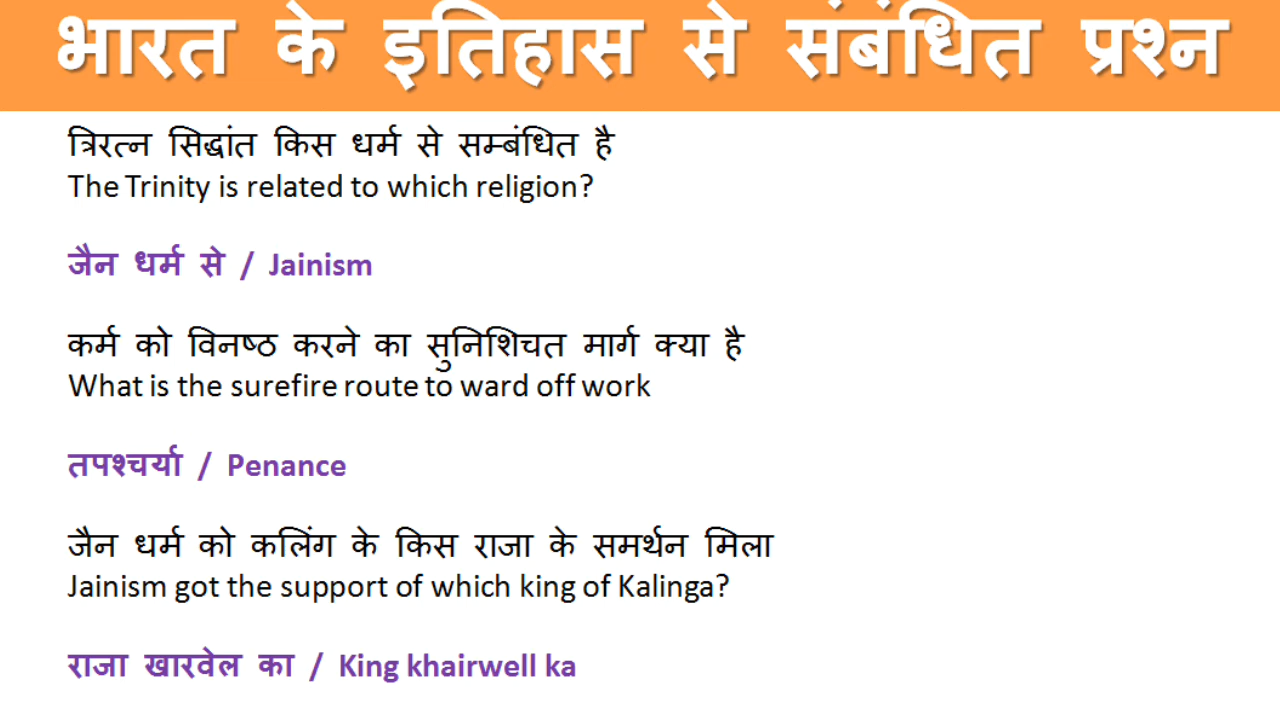 भारत के इतिहास से संबंधित प्रश्न
त्रिरत्न सिद्धांत किस धर्म से सम्बंधित है
The Trinity is related to which religion?
जैन धर्म से / Jainism
कर्म को विनष्ठ करने का सुनिशिचत मार्ग क्या है
What is the surefire route to ward off work
तपश्चर्या / Penance
जैन धर्म को कलिंग के किस राजा के समर्थन मिला
Jainism got the support of which king of Kalinga?
राजा खारवेल का / King khairwell ka